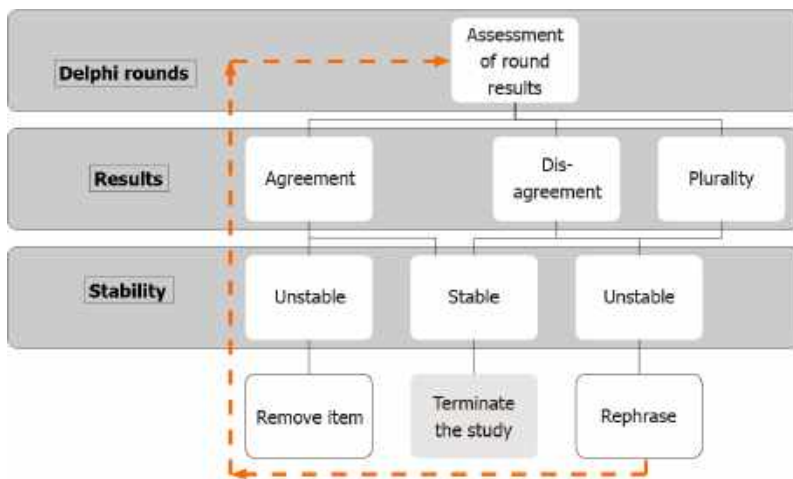 Delphi rounds
Assessment
of round
results
Results
Agreement
Dis-
agreement
Plurality
Stability
Unstable
Stable
Unstable
Remove item
Terminate
the study
Rephrase